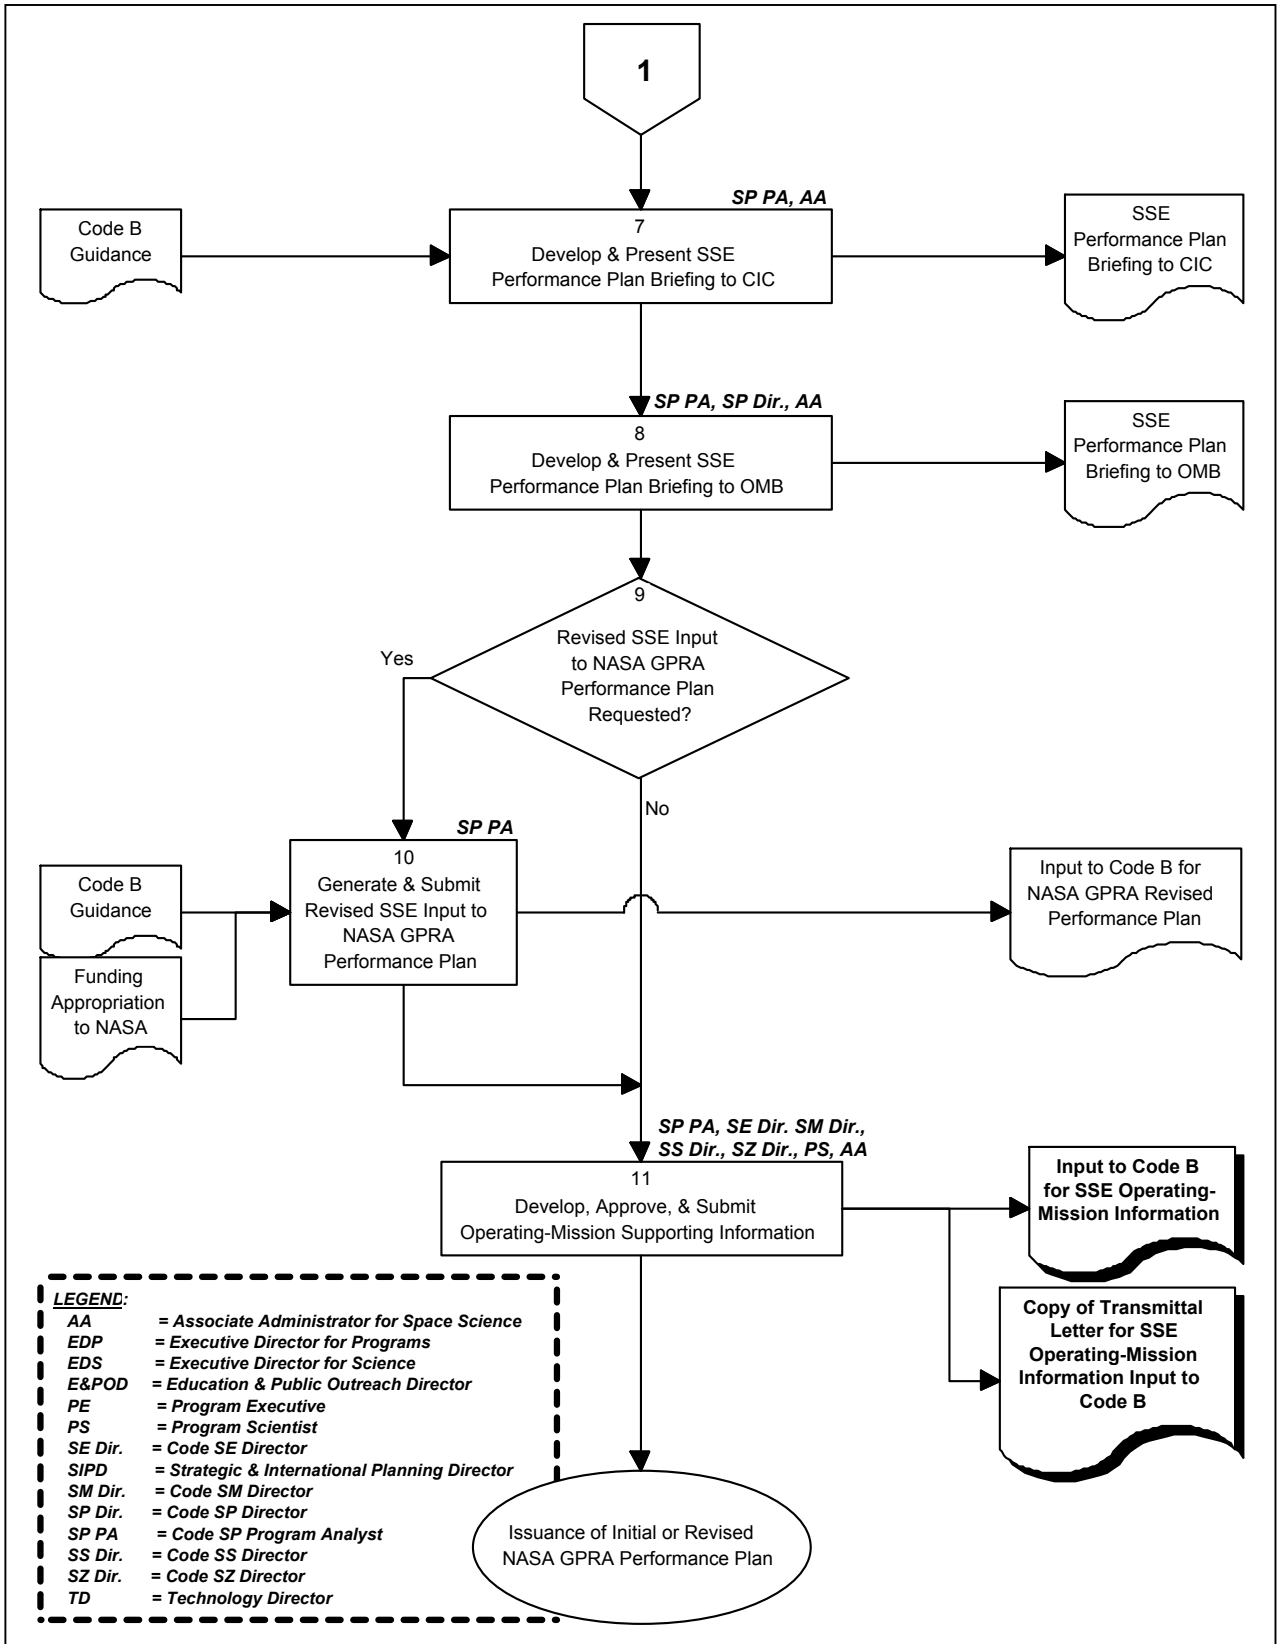 1
SP PA, AA
Code B
Guidance
7
Develop & Present SSE
Performance Plan Briefing to CIC
SSE
Performance Plan
Briefing to CIC
SP PA, SP Dir., AA
8
Develop & Present SSE
Performance Plan Briefing to OMB
SSE
Performance Plan
Briefing to OMB
9
Revised SSE Input
to NASA GPRA
Performance Plan
Requested?
Yes
No
SP PA
Code B
Guidance
Funding
Appropriation
to NASA
10
Generate & Submit
Revised SSE Input to
NASA GPRA
Performance Plan
Input to Code B for
NASA GPRA Revised
Performance Plan
SP PA, SE Dir. SM Dir.,
SS Dir., SZ Dir., PS, AA
11
Develop, Approve, & Submit
Operating-Mission Supporting Information
Input to Code B
for SSE Operating-
Mission Information
Copy of Transmittal
Letter for SSE
Operating-Mission
Information Input to
Code B
LEGEND:
AA = Associate Administrator for Space Science
EDP = Executive Director for Programs
EDS = Executive Director for Science
E&POD = Education & Public Outreach Director
PE = Program Executive
PS = Program Scientist
SE Dir. = Code SE Director
SIPD = Strategic & International Planning Director
SM Dir. = Code SM Director
SP Dir. = Code SP Director
SP PA = Code SP Program Analyst
SS Dir. = Code SS Director
SZ Dir. = Code SZ Director
TD = Technology Director
Issuance of Initial or Revised
NASA GPRA Performance Plan